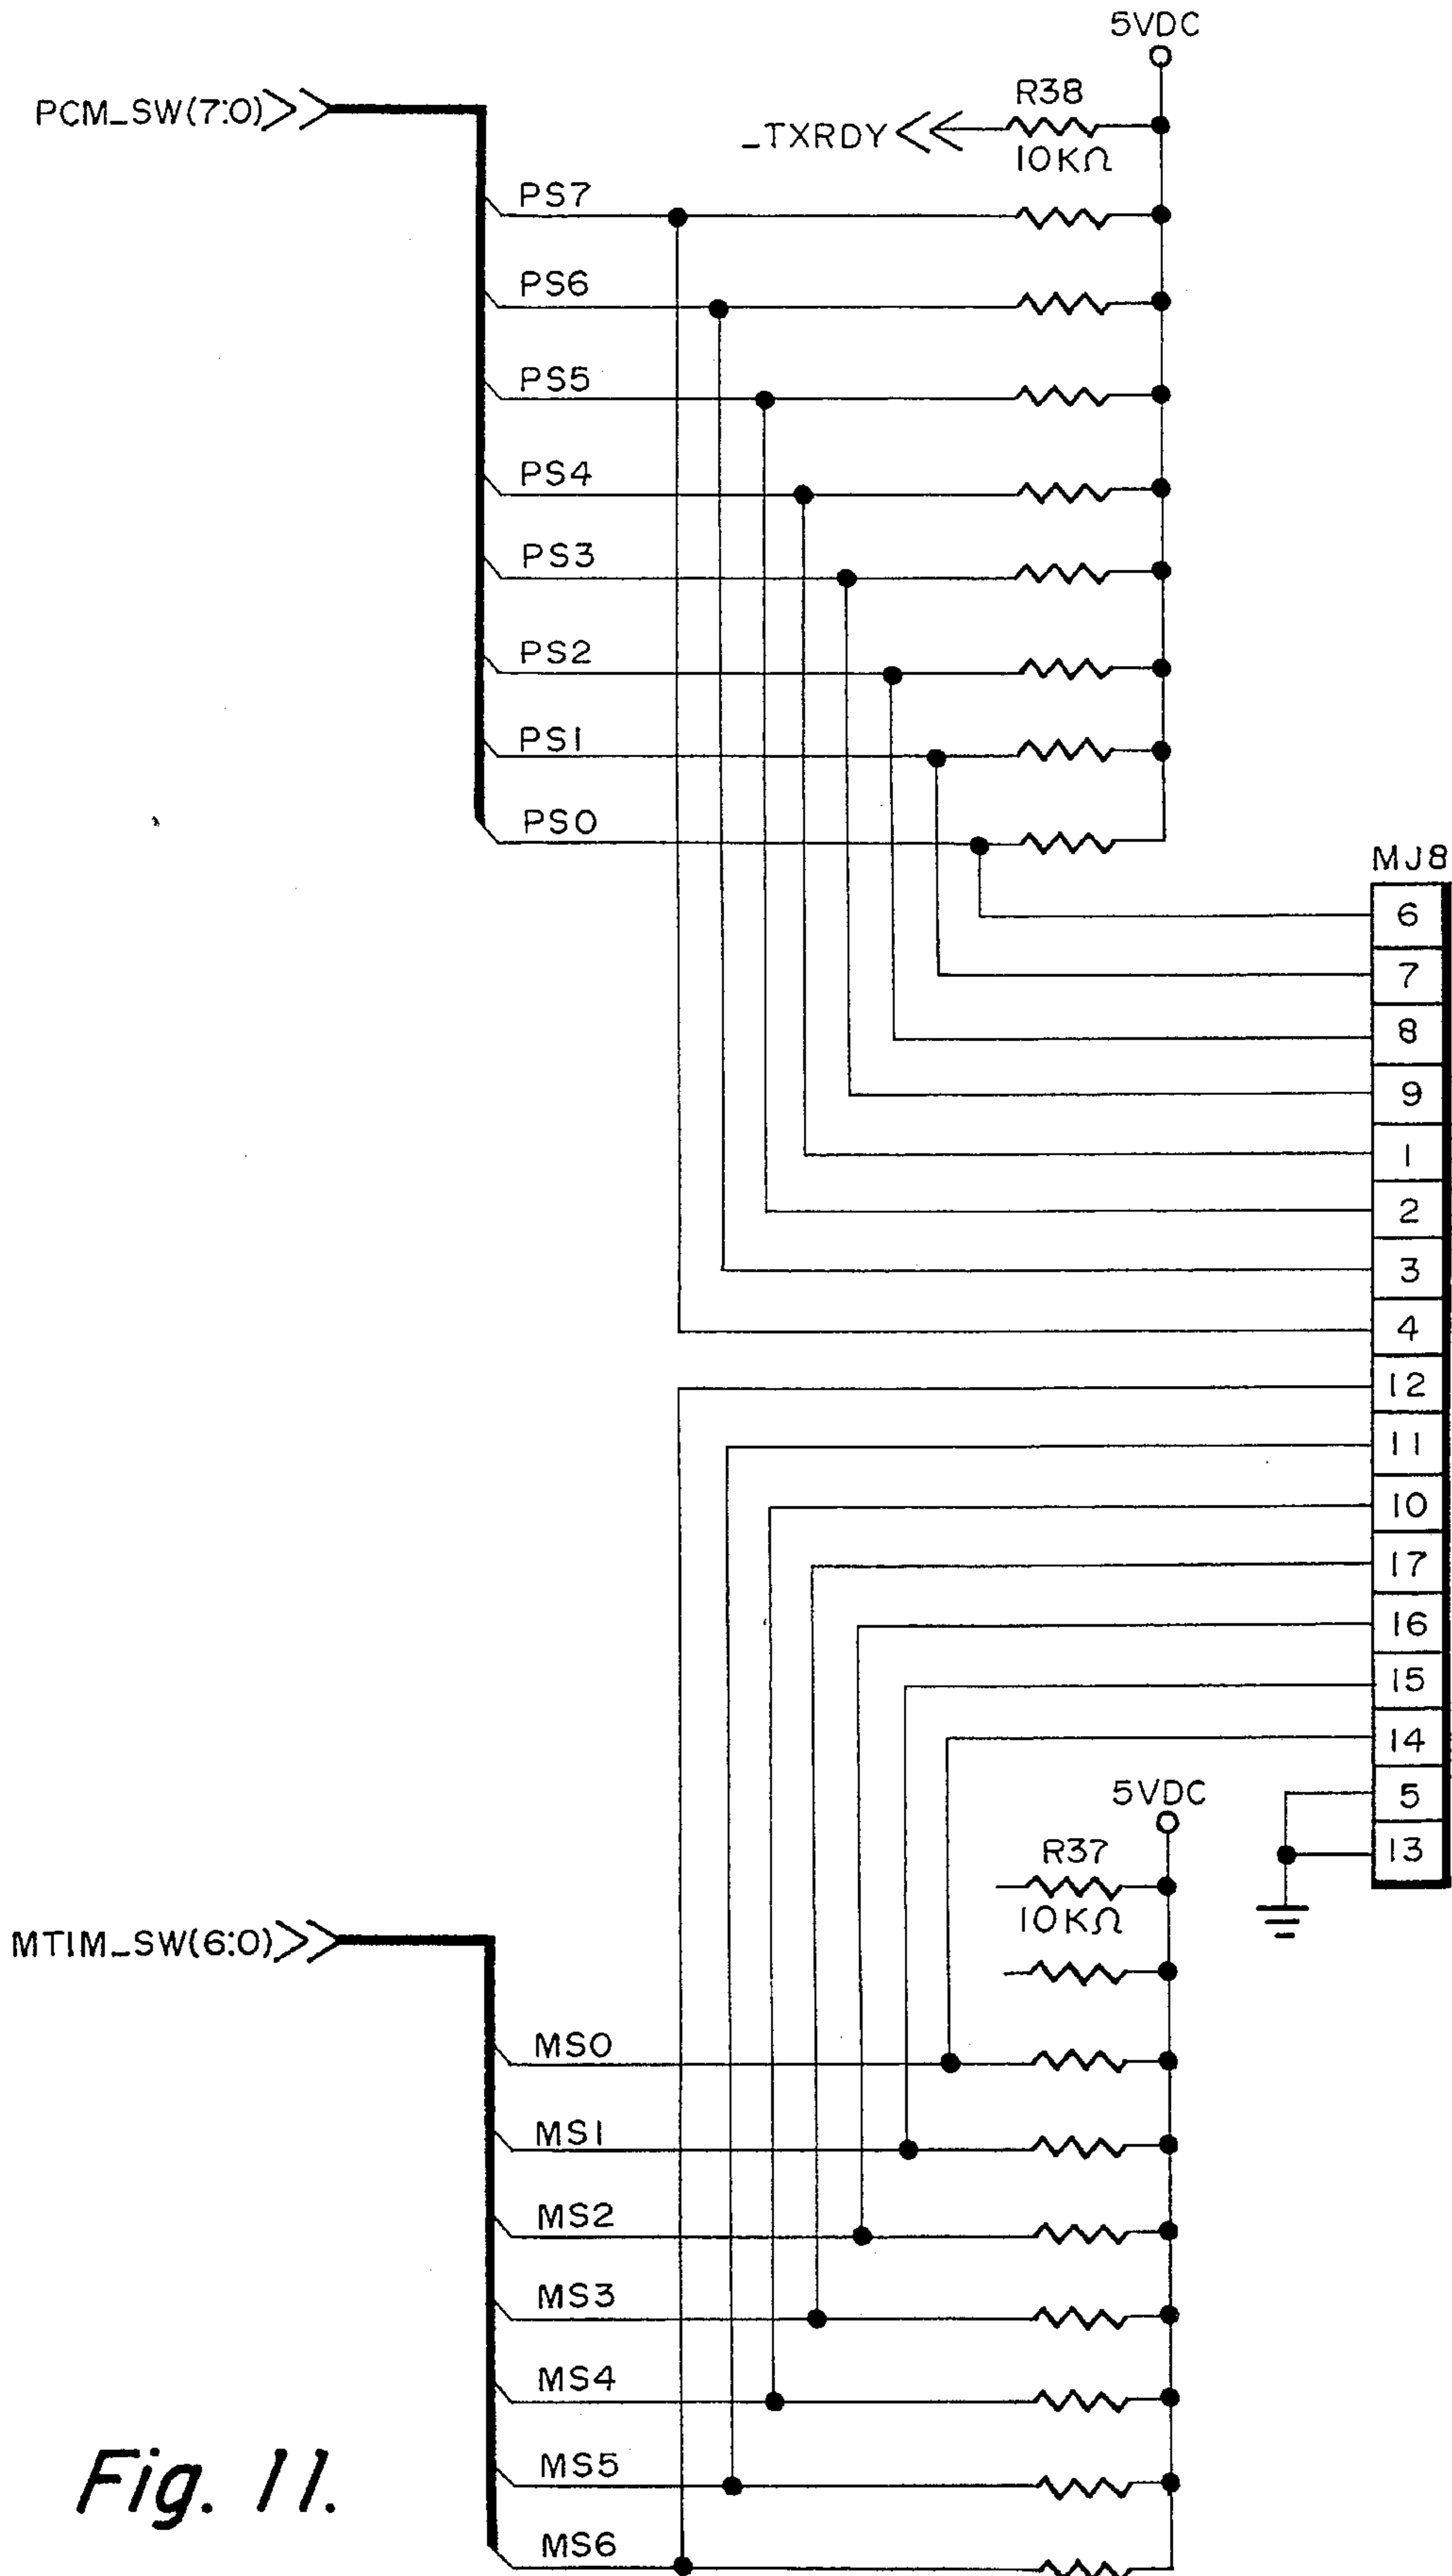 5VDC
PCM_SW(7:0)
R38
_TXRDY
10KΩ
PS7
PS6
PS5
PS4
PS3
PS2
PS1
PS0
MJ8
6
7
8
9
1
2
3
4
12
11
10
17
16
15
14
5
13
5VDC
R37
10KΩ
MTIM_SW(6:0)
MS0
MS1
MS2
MS3
MS4
MS5
MS6
Fig. 11.